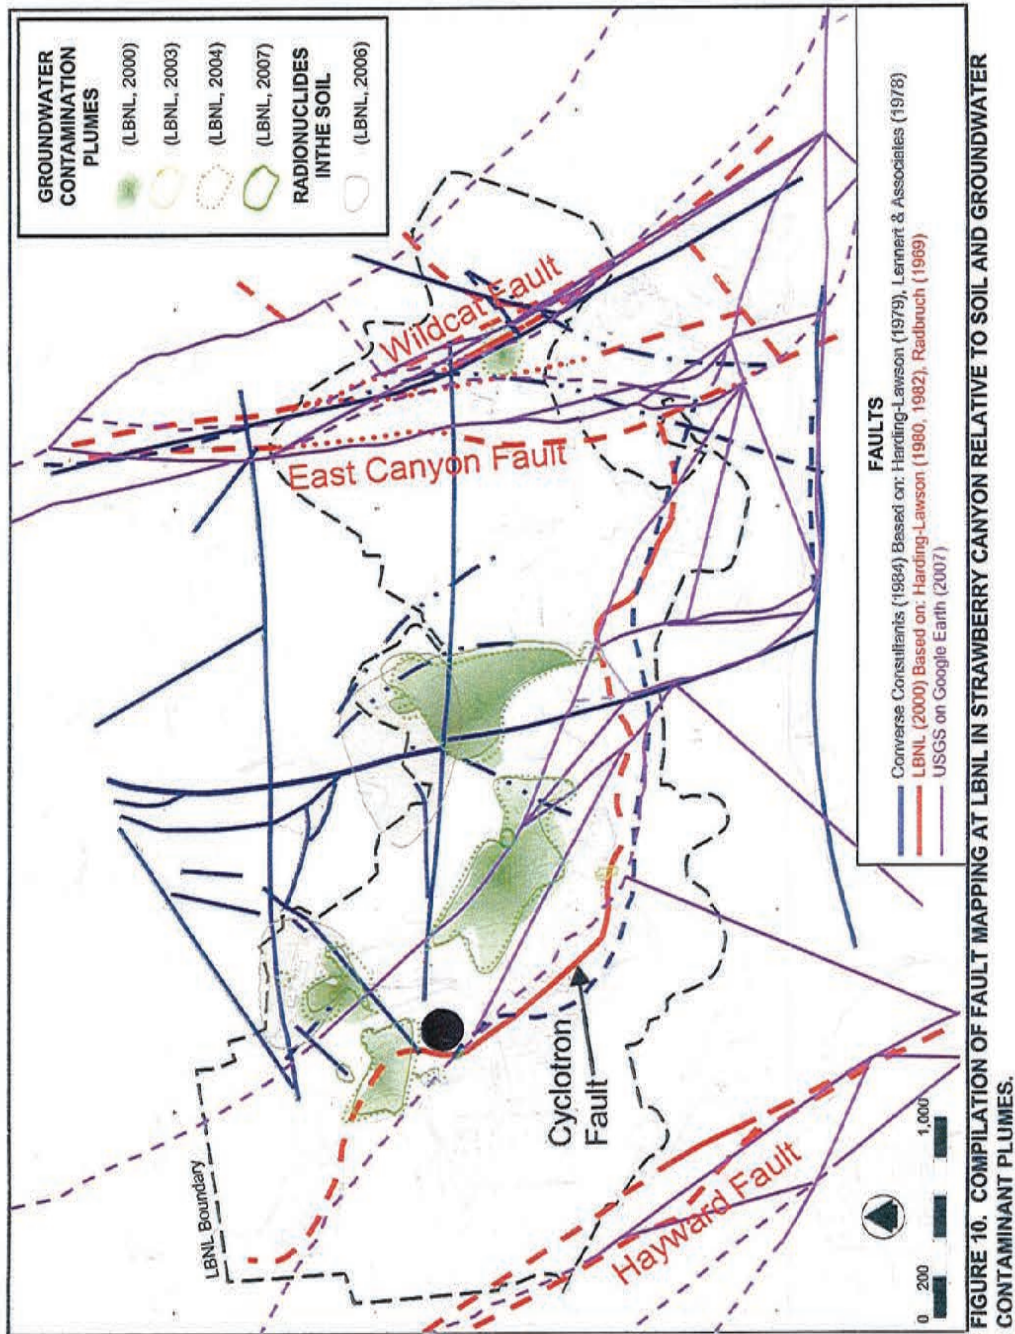 GROUNDWATER
CONTAMINATION
PLUMES
(LBNL, 2000)
(LBNL, 2003)
(LBNL, 2004)
(LBNL, 2007)
RADIONUCLIDES
INTHE SOIL
(LBNL, 2006)
Wildcat Fault
East Canyon Fault
Cyclotron
Fault
LBNL Boundary
Hayward Fault
0 200 1,000
FAULTS
Converse Consultants (1984) Based on: Harding-Lawson (1979), Lennert & Associates (1978)
LBNL (2000) Based on: Harding-Lawson (1980, 1982), Radbruch (1969)
USGS on Google Earth (2007)
FIGURE 10. COMPILATION OF FAULT MAPPING AT LBNL IN STRAWBERRY CANYON RELATIVE TO SOIL AND GROUNDWATER
CONTAMINANT PLUMES.